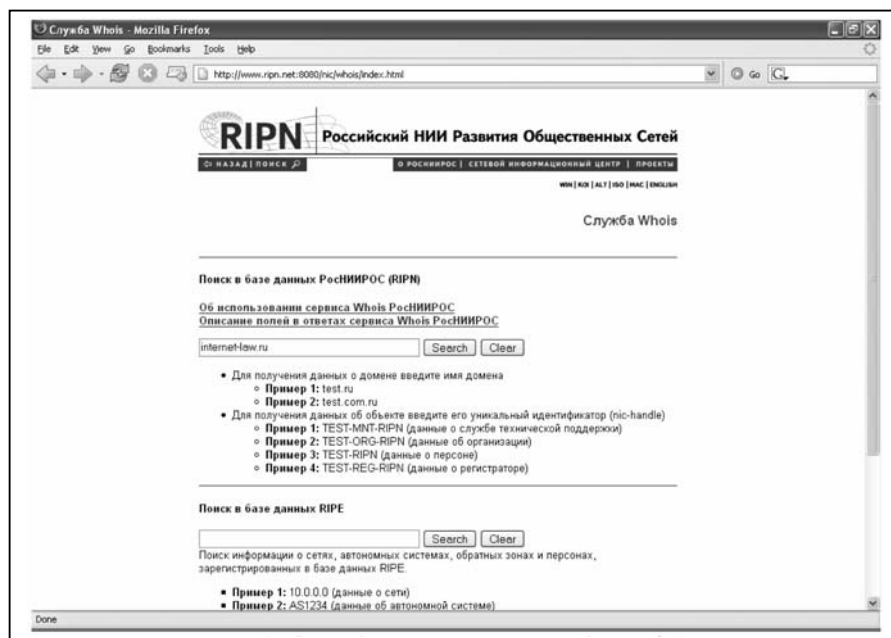 Служба Whois - Mozilla Firefox
File Edit View Go Bookmarks Tools Help
http://www.ripn.net:8080/nic/whois/index.html
Go
RIPN Российский НИИ Развития Общественных Сетей
НАЗАД | ПОИСК
О РОСНИИРОС | СЕТЕВОЙ ИНФОРМАЦИОННЫЙ ЦЕНТР | ПРОЕКТЫ
WIN | KOI | ALT | ISO | MAC | ENGLISH
Служба Whois
Поиск в базе данных РосНИИРОС (RIPN)
Об использовании сервиса Whois РосНИИРОС
Описание полей в ответах сервиса Whois РосНИИРОС
internet-law.ru Search Clear
Для получения данных о домене введите имя домена
Пример 1: test.ru
Пример 2: test.com.ru
Для получения данных об объекте введите его уникальный идентификатор (nic-handle)
Пример 1: TEST-MNT-RIPN (данные о службе технической поддержки)
Пример 2: TEST-ORG-RIPN (данные об организации)
Пример 3: TEST-RIPN (данные о персоне)
Пример 4: TEST-REG-RIPN (данные о регистраторе)
Поиск в базе данных RIPE
Search Clear
Поиск информации о сетях, автономных системах, обратных зонах и персонах,
зарегистрированных в базе данных RIPE.
Пример 1: 10.0.0.0 (данные о сети)
Пример 2: AS1234 (данные об автономной системе)
Done